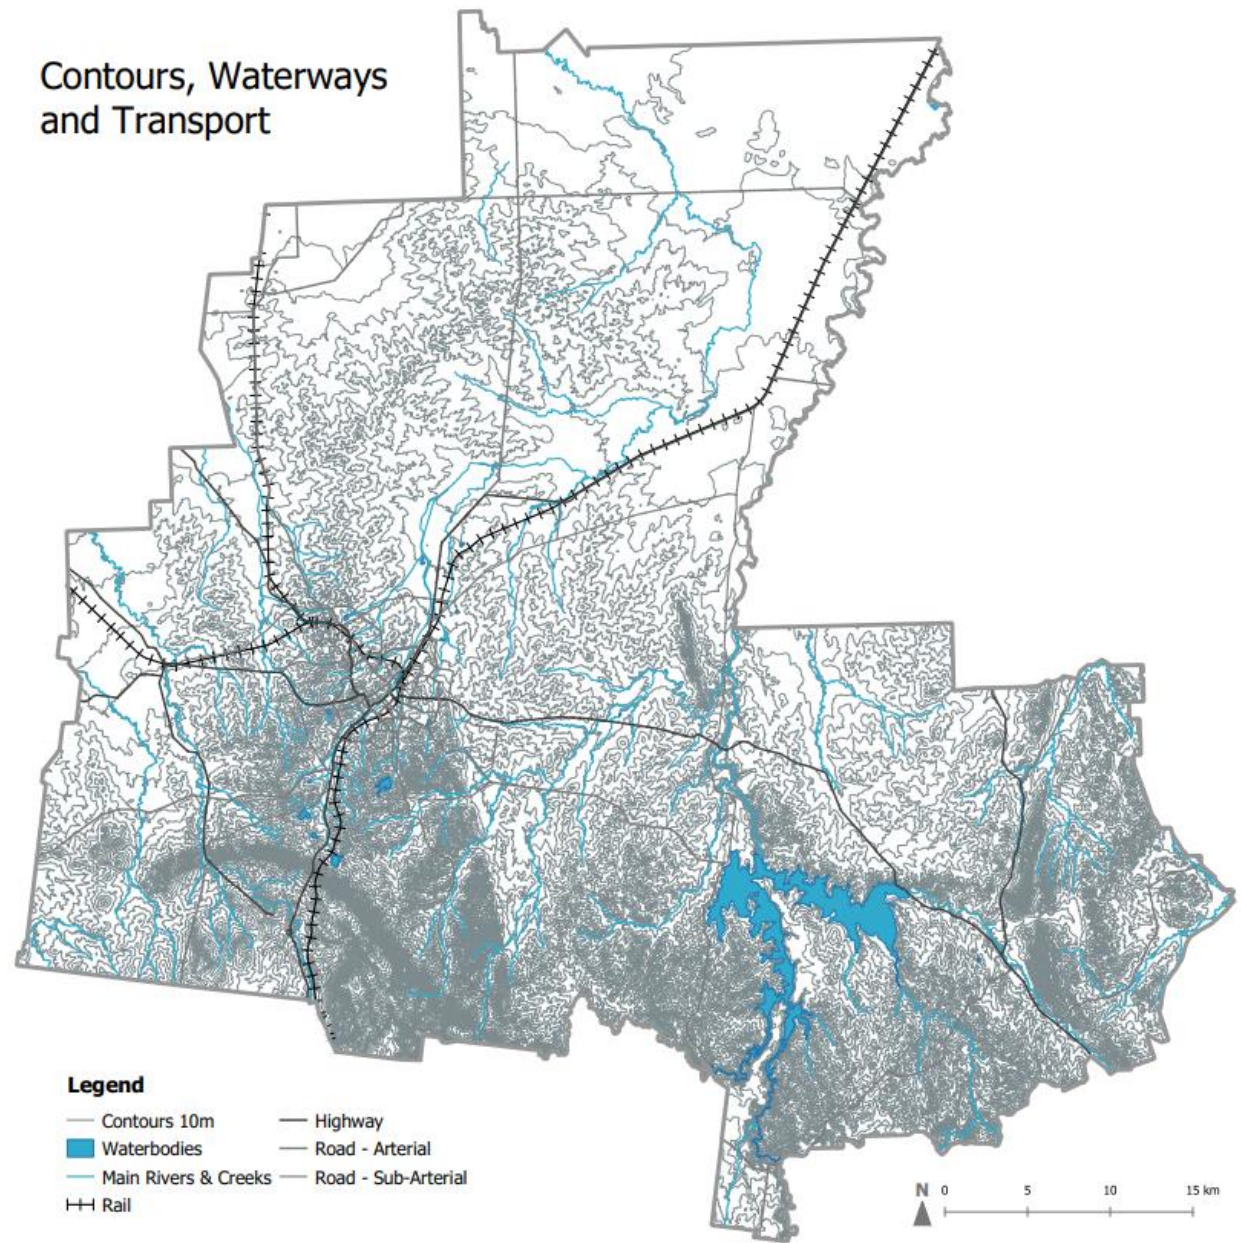 Contours, Waterways
and Transport
Legend
Contours 10m
Highway
Waterbodies
Road - Arterial
Main Rivers & Creeks
Road - Sub-Arterial
Rail
N 0 5 10 15 km